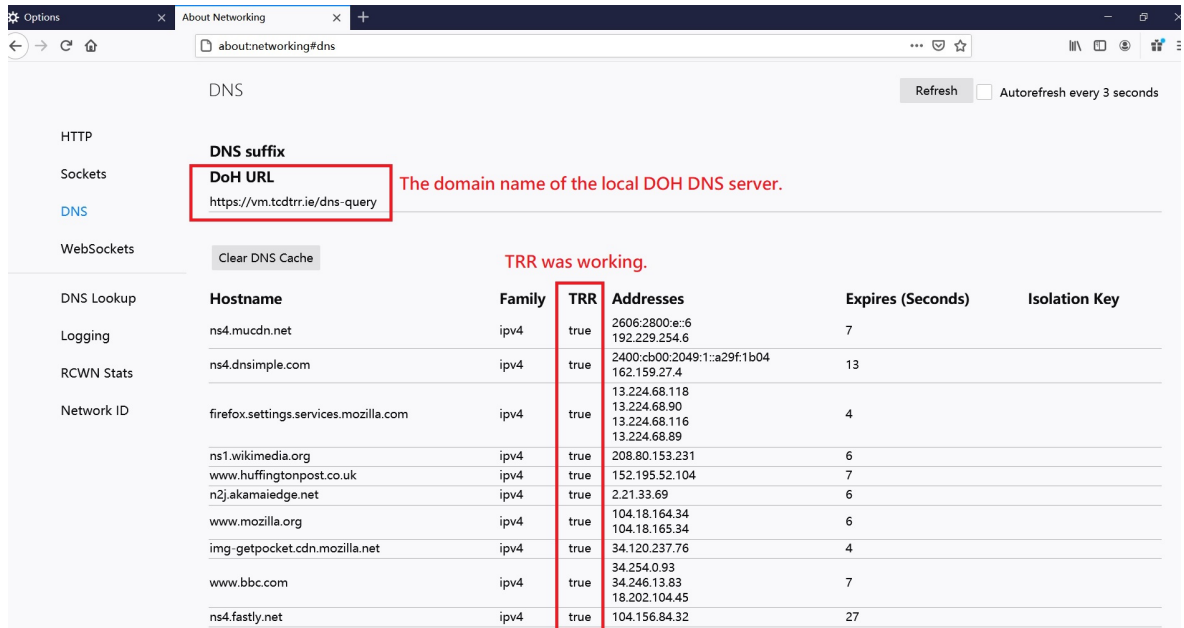 Options
About Networking
about:networking#dns
DNS
Refresh
Autorefresh every 3 seconds
HTTP
Sockets
DNS
WebSockets
DNS Lookup
Logging
RCWN Stats
Network ID
DNS suffix
DoH URL
https://vm.tcdtrr.ie/dns-query
The domain name of the local DOH DNS server.
Clear DNS Cache
TRR was working.
Hostname Family TRR Addresses Expires (Seconds) Isolation Key
ns4.mucdn.net ipv4 true 2606:2800:e::6 7
192.229.254.6
ns4.dnsimple.com ipv4 true 2400:cb00:2049:1::a29f:1b04 13
162.159.27.4
firefox.settings.services.mozilla.com ipv4 true 13.224.68.118 4
13.224.68.90
13.224.68.116
13.224.68.89
ns1.wikimedia.org ipv4 true 208.80.153.231 6
www.huffingtonpost.co.uk ipv4 true 152.195.52.104 7
n2j.akamaiedge.net ipv4 true 2.21.33.69 6
www.mozilla.org ipv4 true 104.18.164.34 6
104.18.165.34
img-getpocket.cdn.mozilla.net ipv4 true 34.120.237.76 4
www.bbc.com ipv4 true 34.254.0.93 7
34.246.13.83
18.202.104.45
ns4.fastly.net ipv4 true 104.156.84.32 27